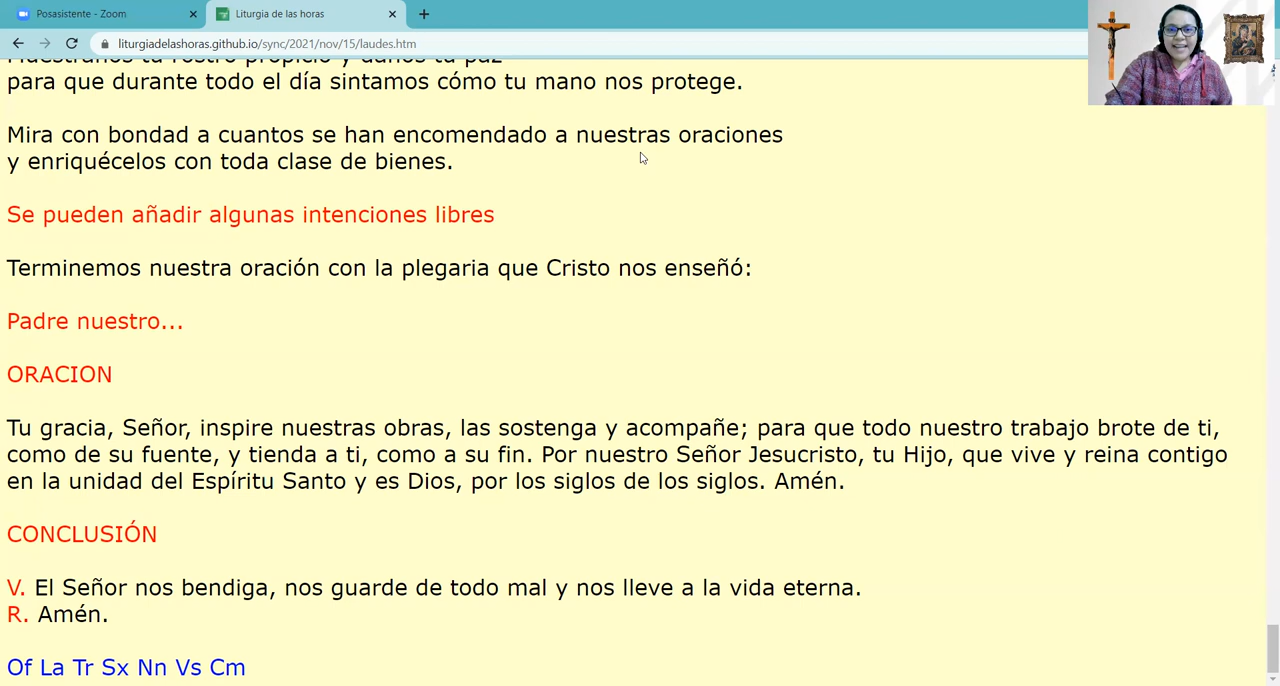 Posasistente - Zoom
Liturgia de las horas
liturgiadelashoras.github.io/sync/2021/nov/15/laudes.htm
Muéstranos tu rostro propicio y danos tu paz
para que durante todo el día sintamos cómo tu mano nos protege.
Mira con bondad a cuantos se han encomendado a nuestras oraciones
y enriquécelos con toda clase de bienes.
Se pueden añadir algunas intenciones libres
Terminemos nuestra oración con la plegaria que Cristo nos enseñó:
Padre nuestro...
ORACION
Tu gracia, Señor, inspire nuestras obras, las sostenga y acompañe; para que todo nuestro trabajo brote de ti,
como de su fuente, y tienda a ti, como a su fin. Por nuestro Señor Jesucristo, tu Hijo, que vive y reina contigo
en la unidad del Espíritu Santo y es Dios, por los siglos de los siglos. Amén.
CONCLUSIÓN
V. El Señor nos bendiga, nos guarde de todo mal y nos lleve a la vida eterna.
R. Amén.
Of La Tr Sx Nn Vs Cm